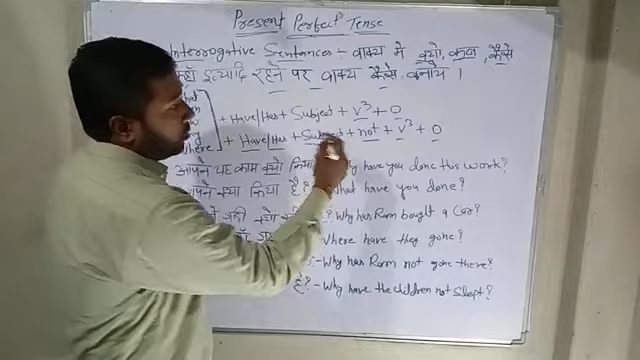 Present Perfect Tense
Interrogative Sentences :- वाक्य में क्यों, कब, कैसे
इत्यादि रहने पर वाक्य कैसे बनायें ।
+ Have/Has + Subject + V3 + O
where + Have/Has + Subject + not + V3 + O
आपने यह काम क्यों किया have you done this work?
आपने क्या किया है? What have you done?
गाड़ी क्यों Why has Ram bought a Car?
where have they gone?
:- Why has Ram not gone there?
है? - Why have the children not slept?